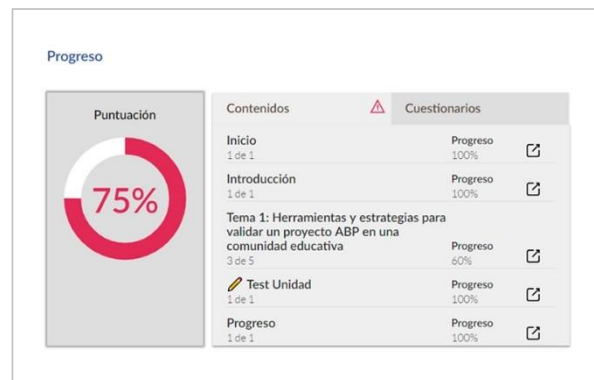 Progreso
Puntuación
75%
Contenidos
Cuestionarios
Inicio
1 de 1
Progreso
100%
Introducción
1 de 1
Progreso
100%
Tema 1: Herramientas y estrategias para
validar un proyecto ABP en una
comunidad educativa
3 de 5
Progreso
60%
Test Unidad
1 de 1
Progreso
100%
Progreso
1 de 1
Progreso
100%